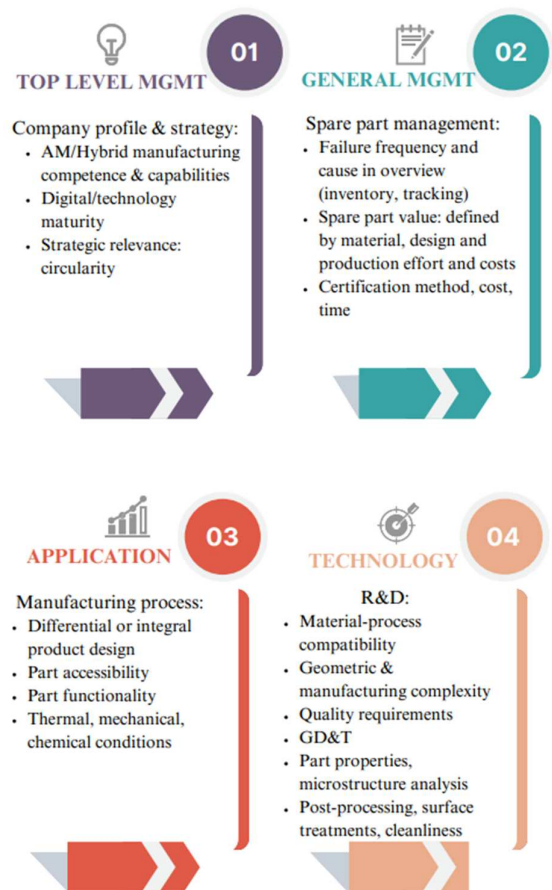 01
TOP LEVEL MGMT
Company profile & strategy:
• AM/Hybrid manufacturing
competence & capabilities
• Digital/technology
maturity
• Strategic relevance:
circularity
02
GENERAL MGMT
Spare part management:
• Failure frequency and
cause in overview
(inventory, tracking)
• Spare part value: defined
by material, design and
production effort and costs
• Certification method, cost,
time
03
APPLICATION
Manufacturing process:
• Differential or integral
product design
• Part accessibility
• Part functionality
• Thermal, mechanical,
chemical conditions
04
TECHNOLOGY
R&D:
• Material-process
compatibility
• Geometric &
manufacturing complexity
• Quality requirements
• GD&T
• Part properties,
microstructure analysis
• Post-processing, surface
treatments, cleanliness